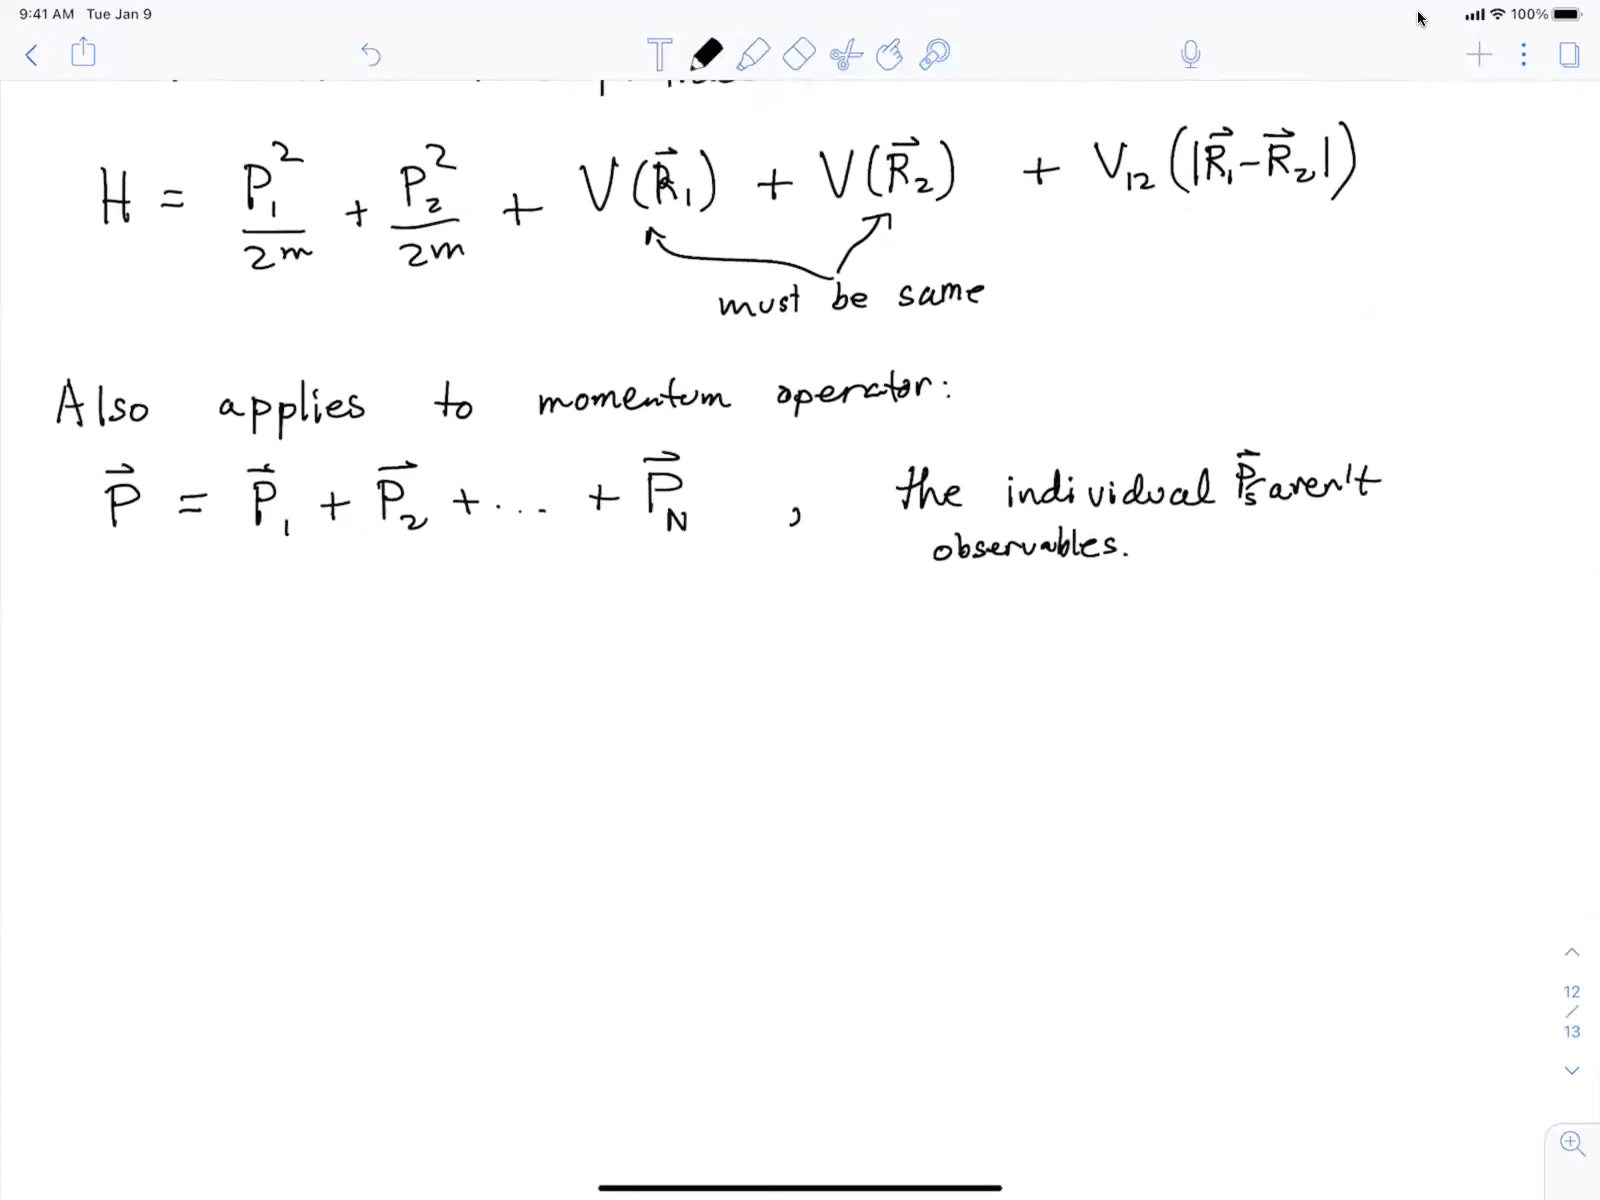 9:41 AM Tue Jan 9 100%
T
H = P₁²/2m + P₂²/2m + V(R⃗₁) + V(R⃗₂) + V₁₂(|R⃗₁-R⃗₂|)
must be same
Also applies to momentum operator:
P⃗ = P⃗₁ + P⃗₂ + ... + P⃗_N , the individual P⃗s aren't
observables.
12
/
13